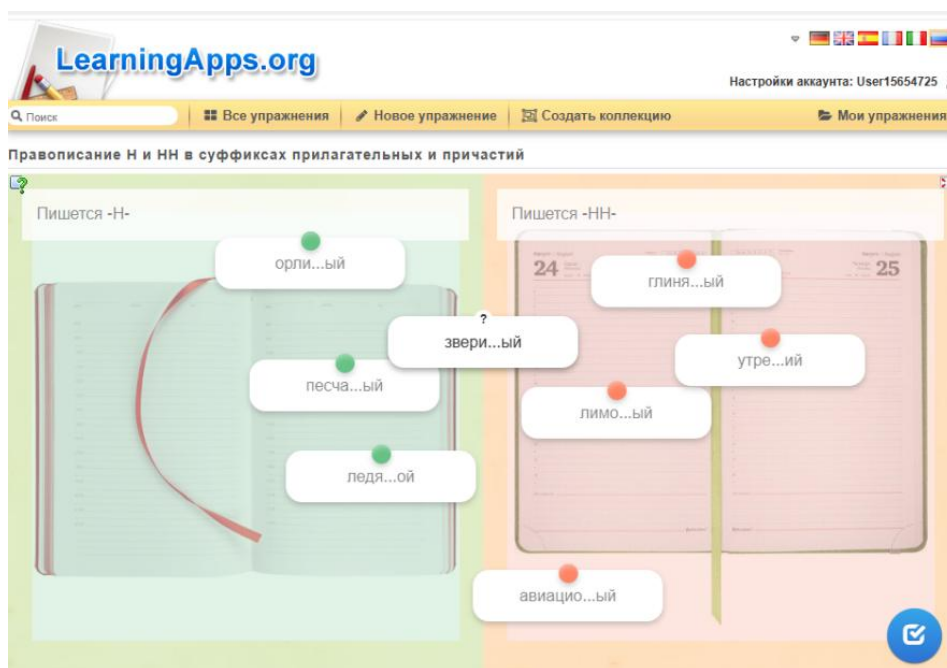 LearningApps.org
Настройки аккаунта: User15654725
Поиск
Все упражнения
Новое упражнение
Создать коллекцию
Мои упражнения
Правописание Н и НН в суффиксах прилагательных и причастий
Пишется -Н-
Пишется -НН-
орли...ый
24
25
глиня...ый
?
звери...ый
утре...ий
песча...ый
лимо...ый
ледя...ой
авиацио...ый